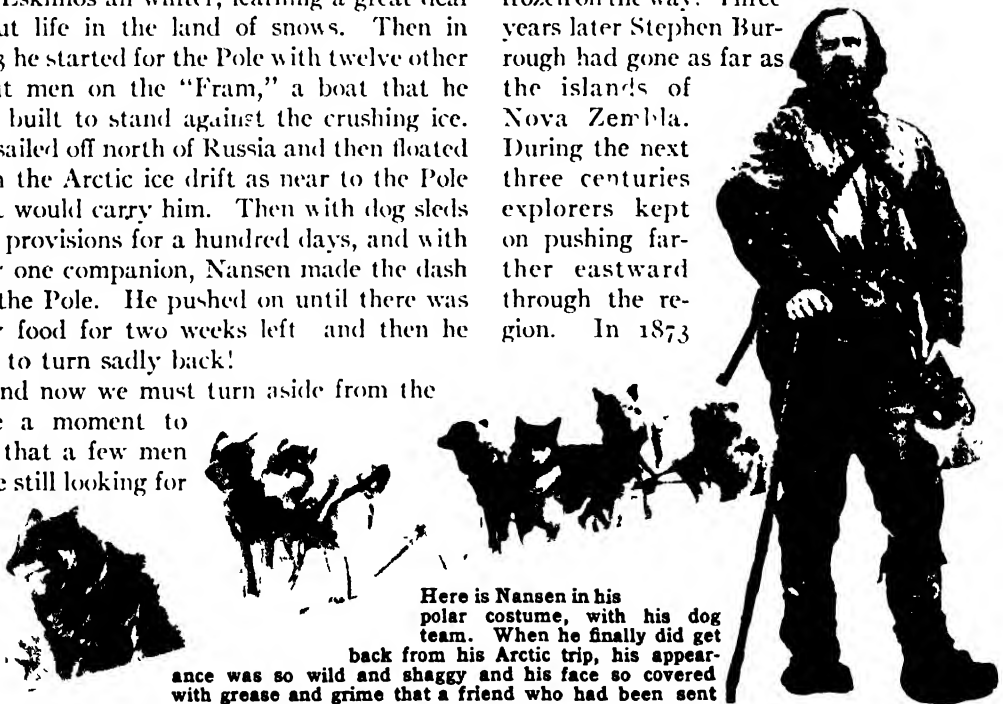 Eskimos all winter, learning a great deal
ut life in the land of snows. Then in
3 he started for the Pole with twelve other
t men on the “Fram,” a boat that he
built to stand against the crushing ice.
sailed off north of Russia and then floated
the Arctic ice drift as near to the Pole
would carry him. Then with dog sleds
provisions for a hundred days, and with
one companion, Nansen made the dash
the Pole. He pushed on until there was
food for two weeks left and then he
to turn sadly back!
nd now we must turn aside from the
a moment to
that a few men
e still looking for
frozen on the way! Three
years later Stephen Bur-
rough had gone as far as
the islands of
Nova Zembla.
During the next
three centuries
explorers kept
on pushing far-
ther eastward
through the re-
gion. In 1873
Here is Nansen in his
polar costume, with his dog
team. When he finally did get
back from his Arctic trip, his appear-
ance was so wild and shaggy and his face so covered
with grease and grime that a friend who had been sent